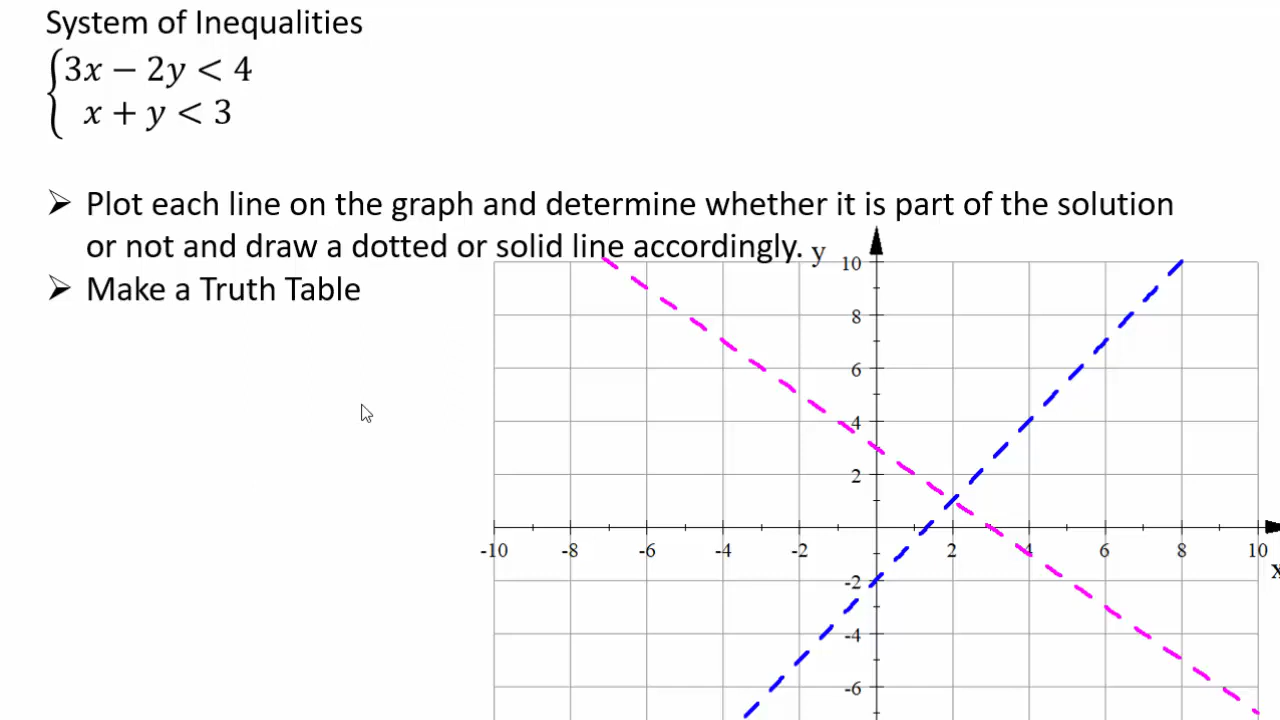 System of Inequalities
3x − 2y < 4
x + y < 3
➢ Plot each line on the graph and determine whether it is part of the solution
or not and draw a dotted or solid line accordingly.
➢ Make a Truth Table
y
10
8
6
4
2
-10 -8 -6 -4 -2 2 4 6 8 10
x
-2
-4
-6